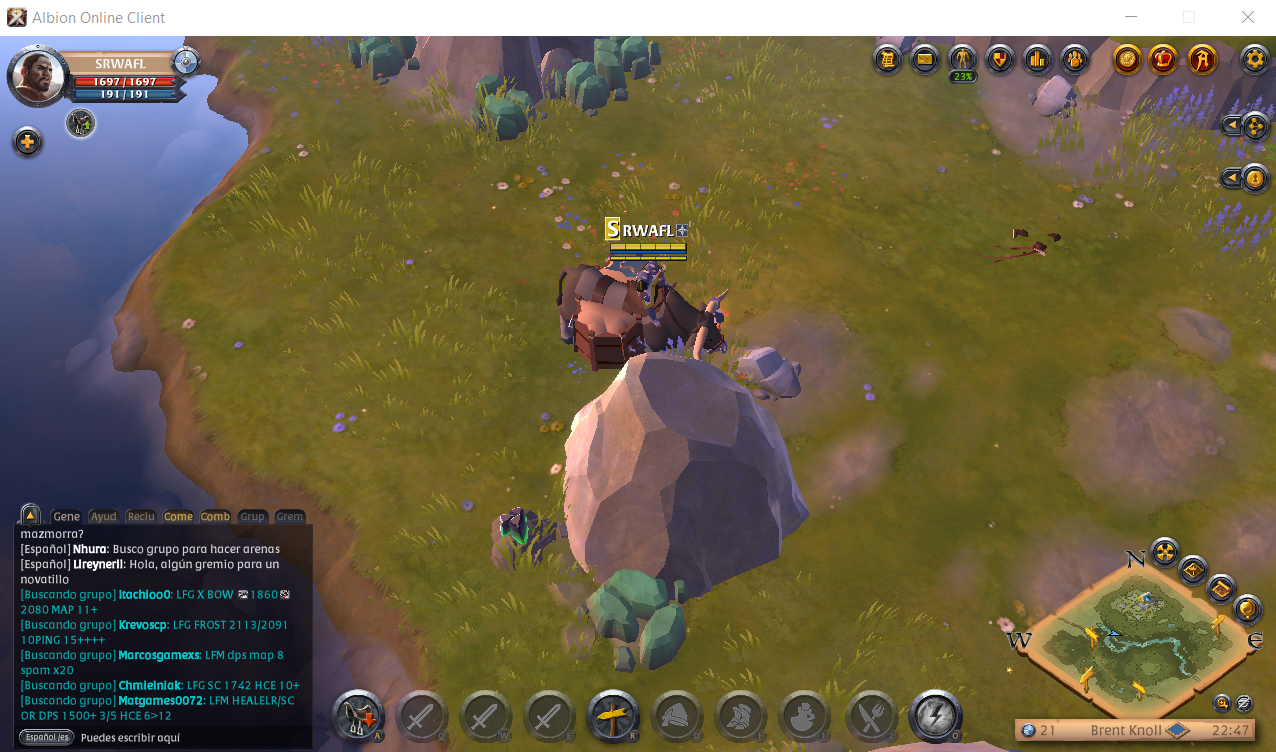 Albion Online Client
SRWAFL
1697 / 1697
191 / 191
23%
SRWAFL
Gene Ayud Reclu Come Comb Grup Grem
mazmorra?
[Español] Nhura: Busco grupo para hacer arenas
[Español] Lireynerii: Hola, algún gremio para un
novatillo
[Buscando grupo] Itachioo0: LFG X BOW 1860
2080 MAP 11+
[Buscando grupo] Krevoscp: LFG FROST 2113/2091
10PING 15++++
[Buscando grupo] Marcosgamexs: LFM dps map 8
spam x20
[Buscando grupo] Chmielniak: LFG SC 1742 HCE 10+
[Buscando grupo] Matgames0072: LFM HEALELR/SC
OR DPS 1500+ 3/5 HCE 6>12
Español /es Puedes escribir aquí
A Q W E R D F 1 2 O
N
W
E
21 Brent Knoll 22:47